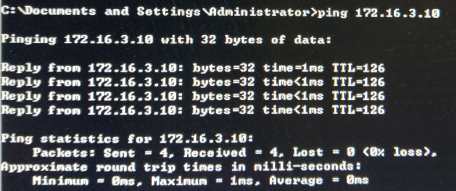 C:\Documents and Settings\Administrator>ping 172.16.3.10
Pinging 172.16.3.10 with 32 bytes of data:
Reply from 172.16.3.10: bytes=32 time=1ms TTL=126
Reply from 172.16.3.10: bytes=32 time<1ms TTL=126
Reply from 172.16.3.10: bytes=32 time<1ms TTL=126
Reply from 172.16.3.10: bytes=32 time<1ms TTL=126
Ping statistics for 172.16.3.10:
    Packets: Sent = 4, Received = 4, Lost = 0 (0% loss),
Approximate round trip times in milli-seconds:
    Minimum = 0ms, Maximum = 1ms, Average = 0ms